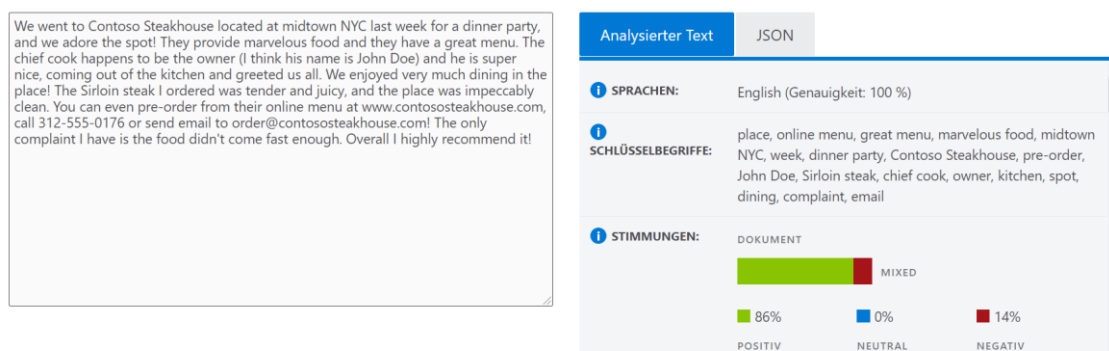 We went to Contoso Steakhouse located at midtown NYC last week for a dinner party,
and we adore the spot! They provide marvelous food and they have a great menu. The
chief cook happens to be the owner (I think his name is John Doe) and he is super
nice, coming out of the kitchen and greeted us all. We enjoyed very much dining in the
place! The Sirloin steak I ordered was tender and juicy, and the place was impeccably
clean. You can even pre-order from their online menu at www.contososteakhouse.com,
call 312-555-0176 or send email to order@contososteakhouse.com! The only
complaint I have is the food didn't come fast enough. Overall I highly recommend it!
Analysierter Text
JSON
SPRACHEN:
English (Genauigkeit: 100 %)
SCHLÜSSELBEGRIFFE:
place, online menu, great menu, marvelous food, midtown
NYC, week, dinner party, Contoso Steakhouse, pre-order,
John Doe, Sirloin steak, chief cook, owner, kitchen, spot,
dining, complaint, email
STIMMUNGEN:
DOKUMENT
MIXED
86%
0%
14%
POSITIV
NEUTRAL
NEGATIV